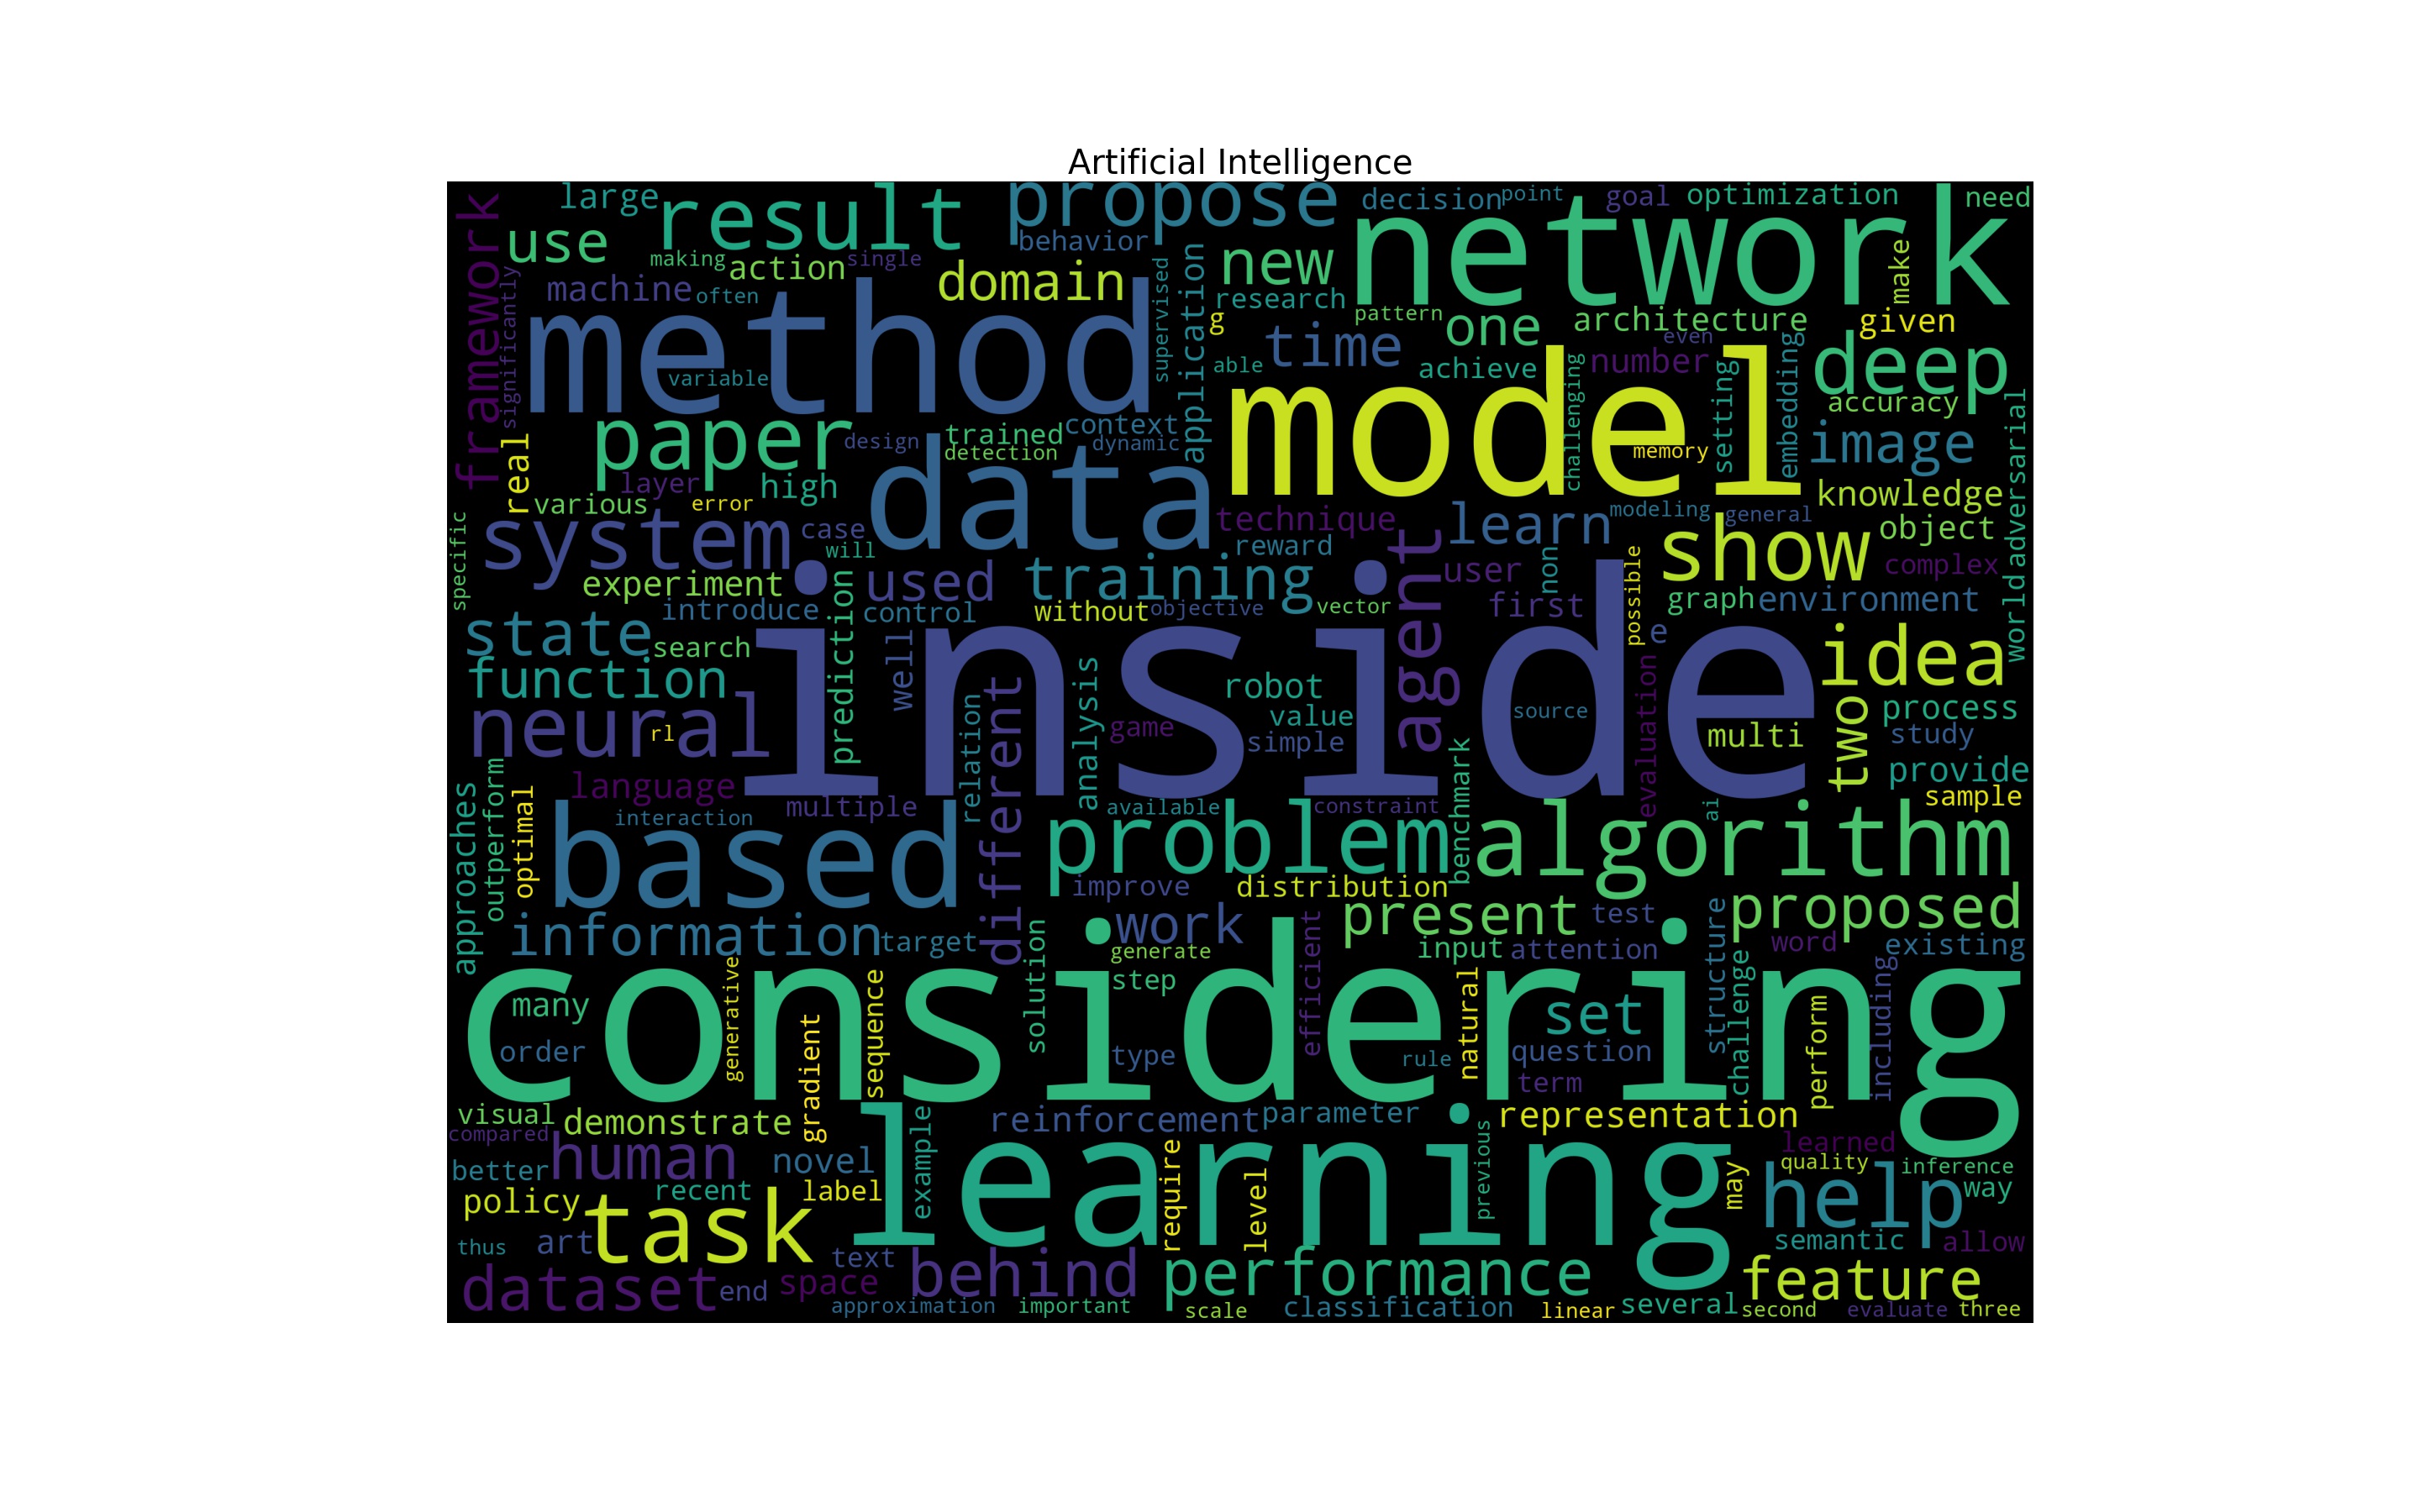 Artificial Intelligence
large result propose decision point goal optimization need
framework use behavior network
making action single domain new make
machine often method supervised application research
significantly g pattern one architecture given
variable time even deep
able achieve challenging number setting embedding
model accuracy adversarial
paper design trained context image
real detection dynamic data memory
layer high knowledge
various error technique learn modeling general object
specific system case will reward agent show
experiment used training user non possible complex
introduce control without objective vector first graph environment world
state search prediction well inside e idea
function analysis robot evaluation
neural rl different relation game value simple source multi two process study
language multiple available constraint benchmark ai provide
approaches outperform optimal interaction based problem algorithm sample
improve distribution
information target work present test proposed
solution generate efficient input attention structure word existing
considering
many generative gradient sequence step natural set challenge perform including
order type rule question
term
visual demonstrate learning reinforcement parameter representation
compared human example previous learned
better novel require level may quality inference
policy task recent label help way
thus art text semantic allow
dataset end space behind performance feature
approximation important scale classification linear several second evaluate three